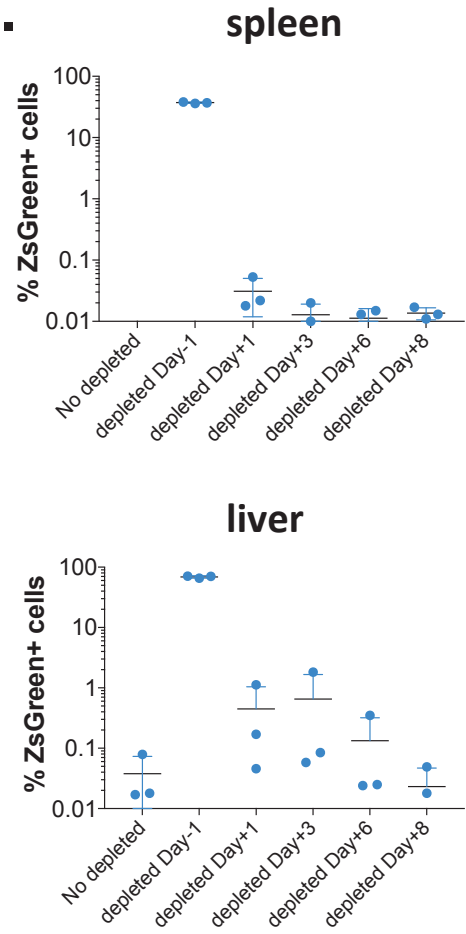 spleen
% ZsGreen+ cells
100
10
1
0.1
0.01
No depleted
depleted Day-1
depleted Day+1
depleted Day+3
depleted Day+6
depleted Day+8
liver
% ZsGreen+ cells
100
10
1
0.1
0.01
No depleted
depleted Day-1
depleted Day+1
depleted Day+3
depleted Day+6
depleted Day+8